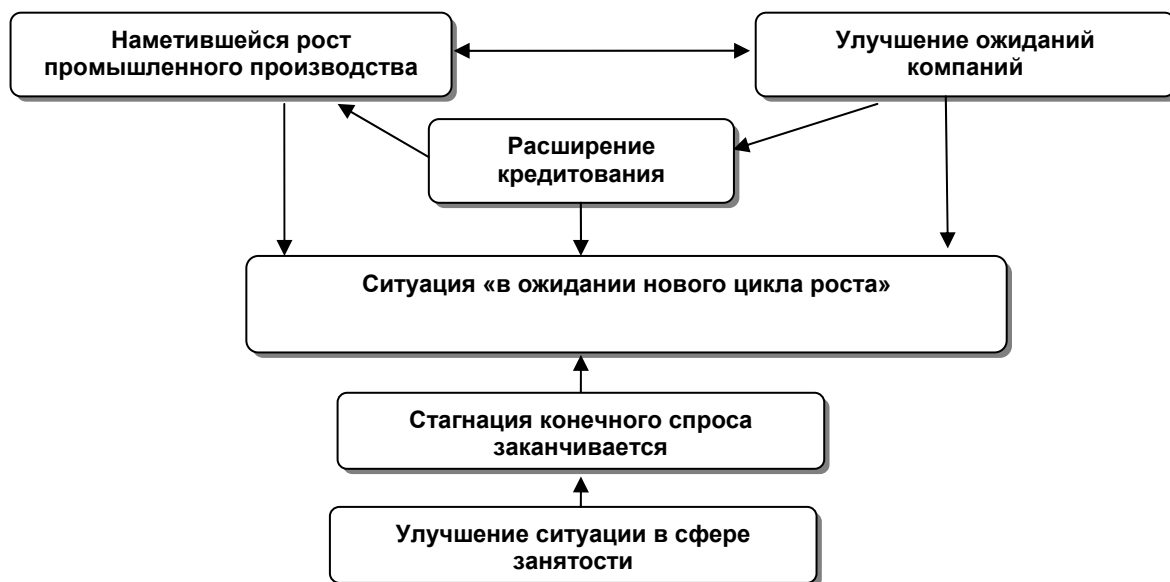 Наметившейся рост
промышленного производства
Улучшение ожиданий
компаний
Расширение
кредитования
Ситуация «в ожидании нового цикла роста»
Стагнация конечного спроса
заканчивается
Улучшение ситуации в сфере
занятости